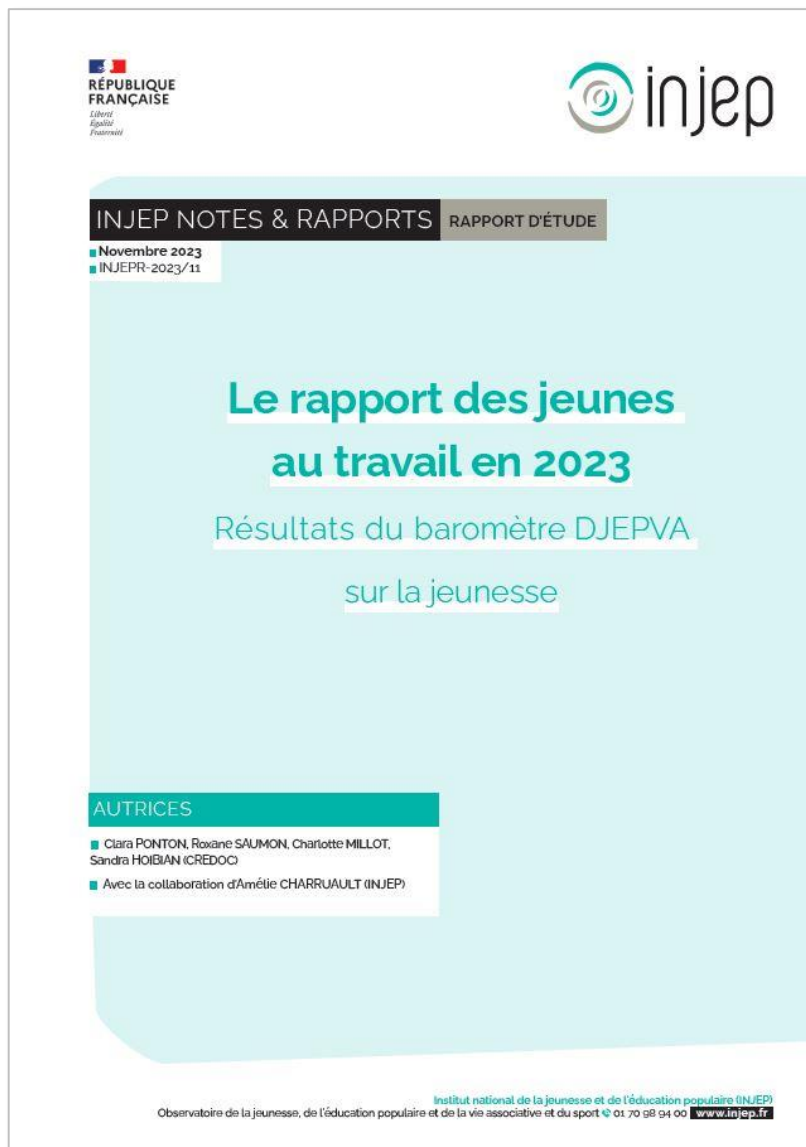 RÉPUBLIQUE
FRANÇAISE
Liberté
Égalité
Fraternité
injep
INJEP NOTES & RAPPORTS RAPPORT D'ÉTUDE
Novembre 2023
INJEPR-2023/11
Le rapport des jeunes
au travail en 2023
Résultats du baromètre DJEPVA
sur la jeunesse
AUTRICES
Clara PONTON, Roxane SAUMON, Charlotte MILLOT,
Sandra HOIBIAN (CREDOC)
Avec la collaboration d'Amélie CHARRUAULT (INJEP)
Institut national de la jeunesse et de l'éducation populaire (INJEP)
Observatoire de la jeunesse, de l'éducation populaire et de la vie associative et du sport 01 70 98 94 00 www.injep.fr